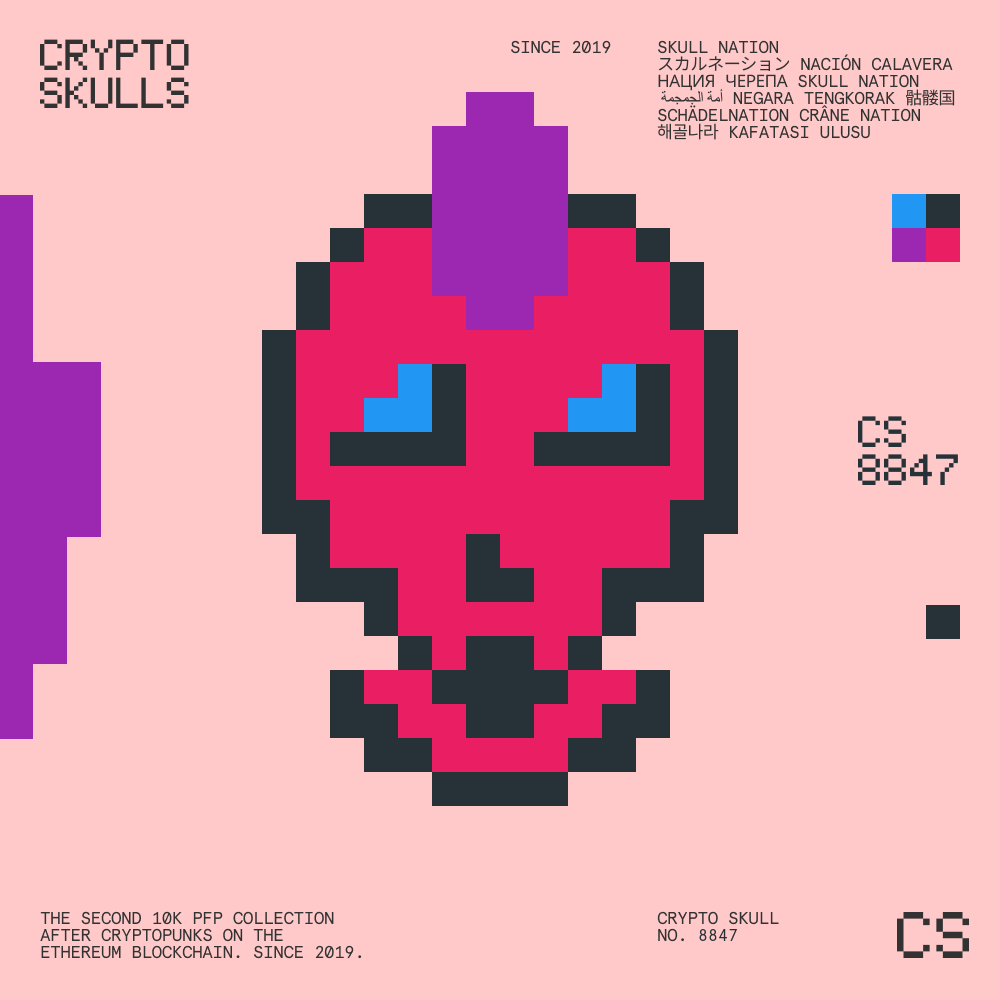 CRYPTO
SKULLS
SINCE 2019
SKULL NATION
スカルネーション NACIÓN CALAVERA
НАЦИЯ ЧЕРЕПА SKULL NATION
أمة الجمجمة NEGARA TENGKORAK 骷髅国
SCHÄDELNATION CRÂNE NATION
해골나라 KAFATASI ULUSU
CS
8847
THE SECOND 10K PFP COLLECTION
AFTER CRYPTOPUNKS ON THE
ETHEREUM BLOCKCHAIN. SINCE 2019.
CRYPTO SKULL
NO. 8847
CS